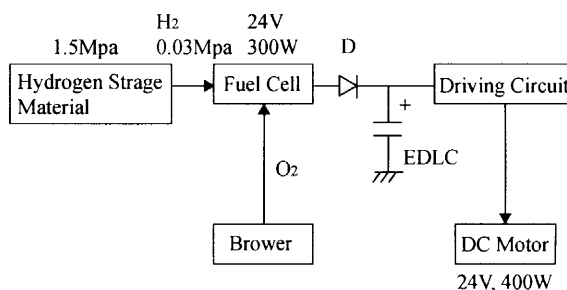 H2 24V
1.5Mpa 0.03Mpa 300W D
Hydrogen Strage
Material
Fuel Cell
+
Driving Circuit
EDLC
O2
Brower
DC Motor
24V, 400W